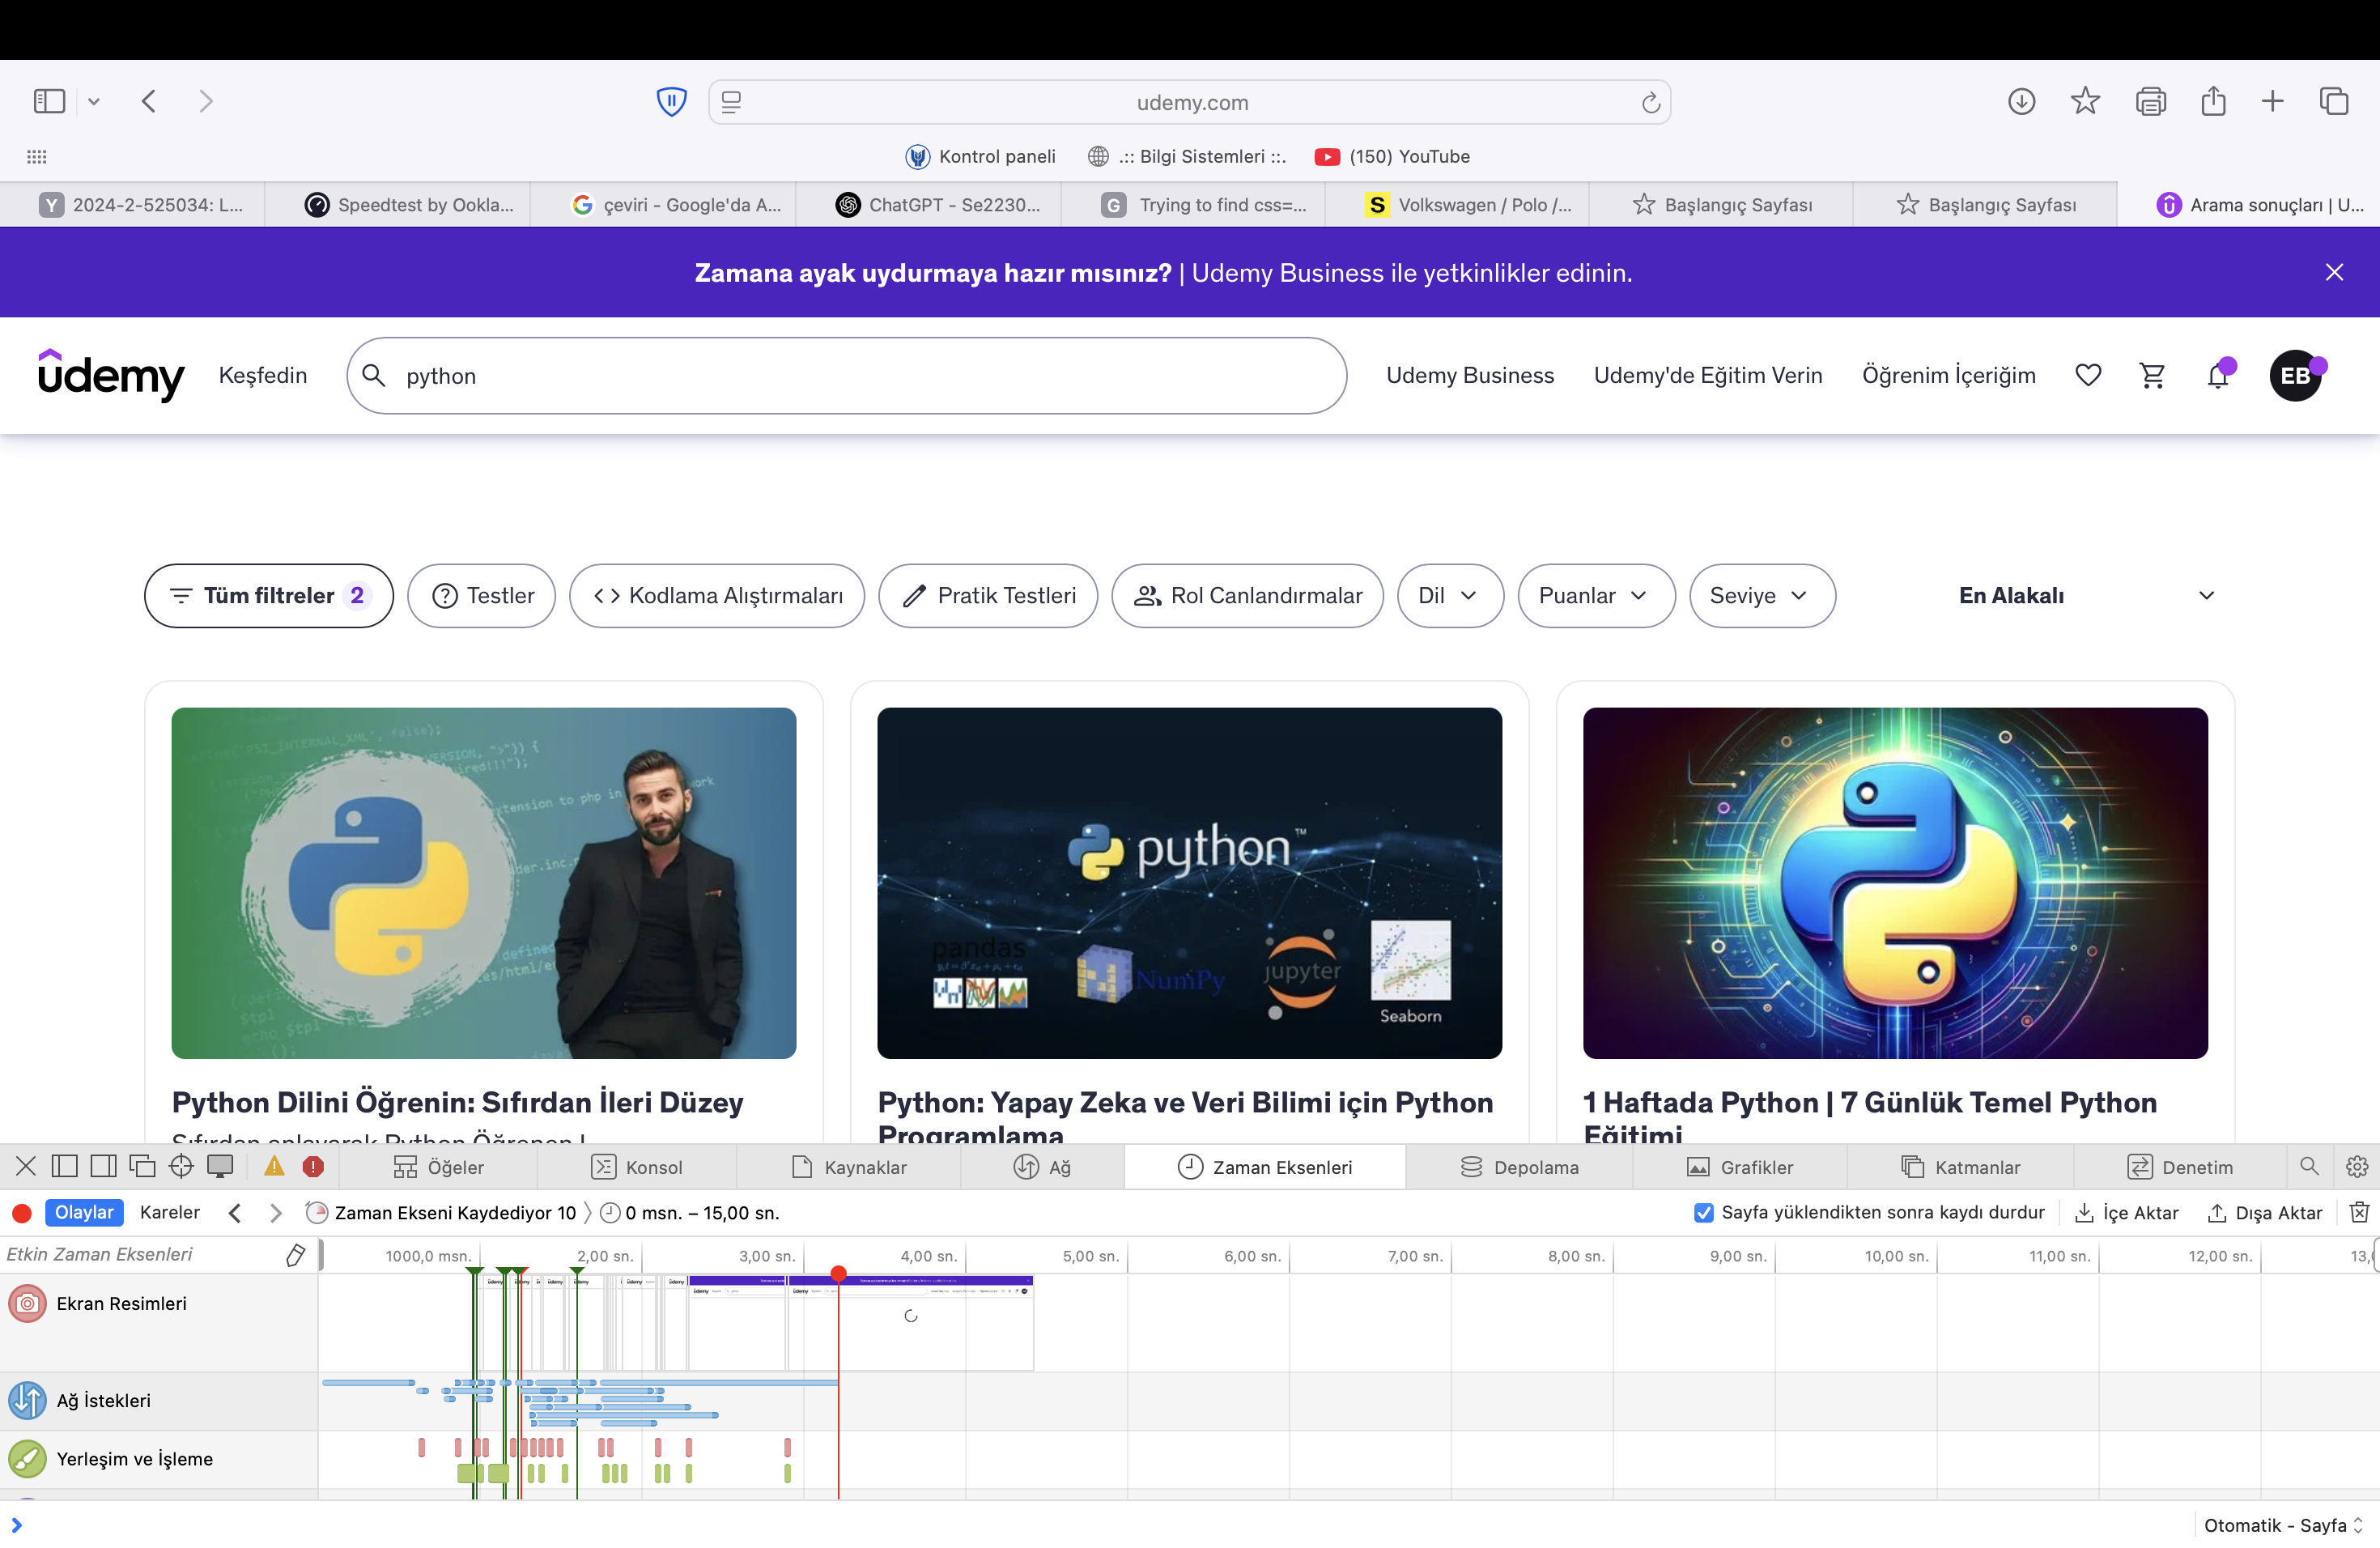 udemy.com
Kontrol paneli
.:: Bilgi Sistemleri ::.
(150) YouTube
Y 2024-2-525034: L...
Speedtest by Ookla...
çeviri - Google'da A...
ChatGPT - Se2230...
G Trying to find css=...
S Volkswagen / Polo /...
Başlangıç Sayfası
Başlangıç Sayfası
Arama sonuçları | U...
Zamana ayak uydurmaya hazır mısınız? | Udemy Business ile yetkinlikler edinin.
udemy
Keşfedin
python
Udemy Business
Udemy'de Eğitim Verin
Öğrenim İçeriğim
EB
Tüm filtreler 2
Testler
Kodlama Alıştırmaları
Pratik Testleri
Rol Canlandırmalar
Dil
Puanlar
Seviye
En Alakalı
python™
pandas
NumPy
jupyter
Seaborn
Python Dilini Öğrenin: Sıfırdan İleri Düzey
Python: Yapay Zeka ve Veri Bilimi için Python
Programlama
1 Haftada Python | 7 Günlük Temel Python
Eğitimi
Öğeler
Konsol
Kaynaklar
Ağ
Zaman Eksenleri
Depolama
Grafikler
Katmanlar
Denetim
Olaylar
Kareler
Zaman Ekseni Kaydediyor 10
0 msn. – 15,00 sn.
Sayfa yüklendikten sonra kaydı durdur
İçe Aktar
Dışa Aktar
Etkin Zaman Eksenleri
1000,0 msn.
2,00 sn.
3,00 sn.
4,00 sn.
5,00 sn.
6,00 sn.
7,00 sn.
8,00 sn.
9,00 sn.
10,00 sn.
11,00 sn.
12,00 sn.
Ekran Resimleri
Ağ İstekleri
Yerleşim ve İşleme
Otomatik - Sayfa